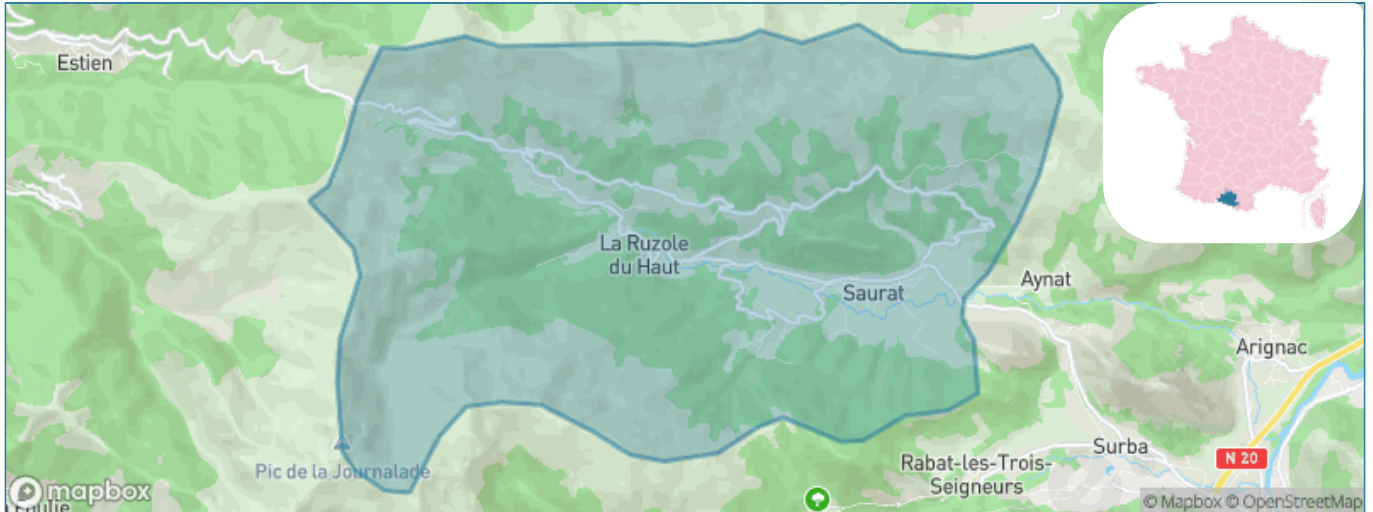 Estien
La Ruzole
du Haut
Saurat
Aynat
Arignac
Surba
N 20
Rabat-les-Trois-
Seigneurs
Pic de la Journalade
mapbox
© Mapbox © OpenStreetMap